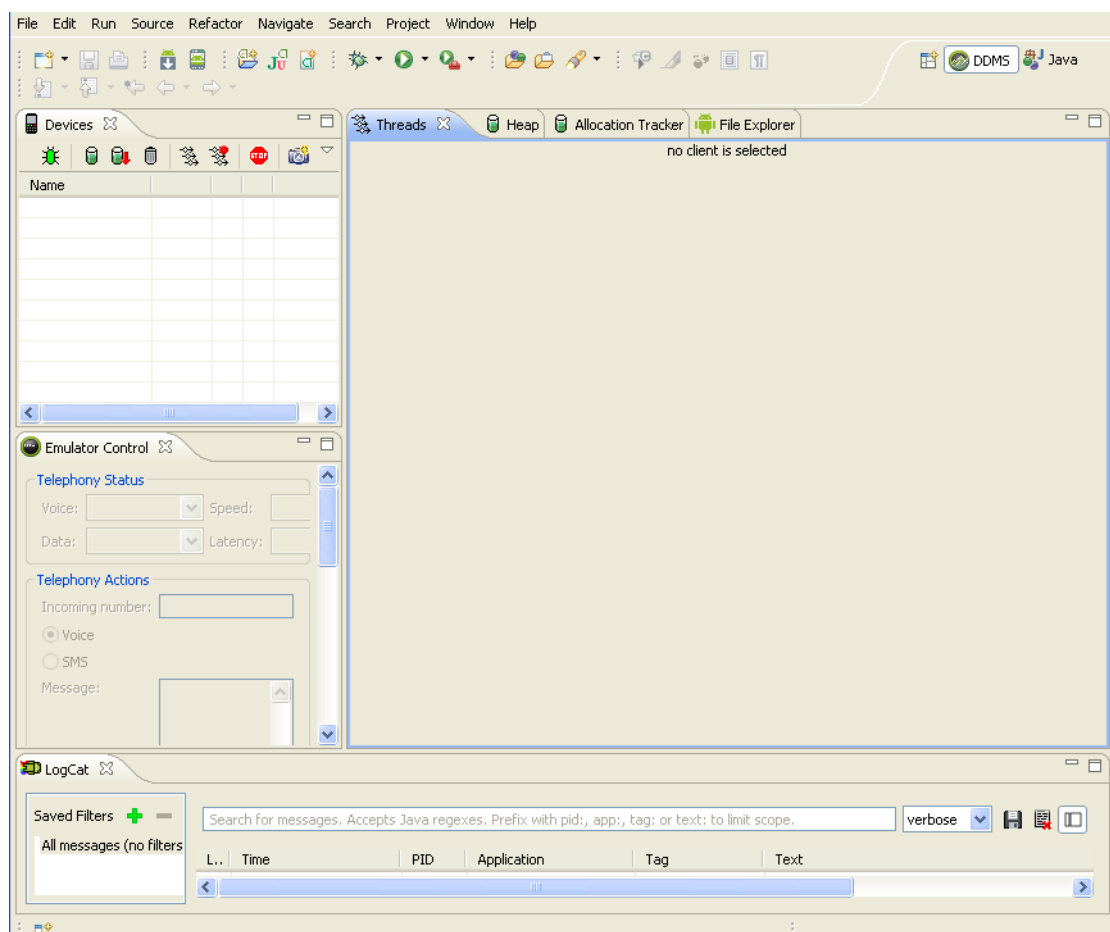 File Edit Run Source Refactor Navigate Search Project Window Help
DDMS Java
Devices
Name
Threads Heap Allocation Tracker File Explorer
no client is selected
Emulator Control
Telephony Status
Voice: Speed:
Data: Latency:
Telephony Actions
Incoming number:
Voice
SMS
Message:
LogCat
Saved Filters
All messages (no filters
Search for messages. Accepts Java regexes. Prefix with pid:, app:, tag: or text: to limit scope.
verbose
L.. Time PID Application Tag Text